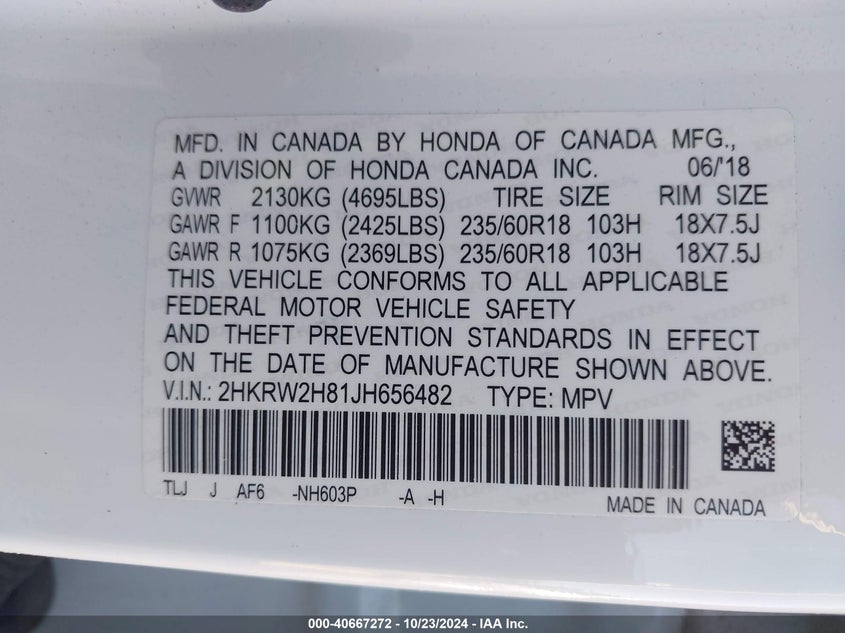 MFD. IN CANADA BY HONDA OF CANADA MFG.,
A DIVISION OF HONDA CANADA INC. 06/'18
GVWR 2130KG (4695LBS) TIRE SIZE RIM SIZE
GAWR F 1100KG (2425LBS) 235/60R18 103H 18X7.5J
GAWR R 1075KG (2369LBS) 235/60R18 103H 18X7.5J
THIS VEHICLE CONFORMS TO ALL APPLICABLE
FEDERAL MOTOR VEHICLE SAFETY
AND THEFT PREVENTION STANDARDS IN EFFECT
ON THE DATE OF MANUFACTURE SHOWN ABOVE.
V.I.N.: 2HKRW2H81JH656482 TYPE: MPV
TLJ J AF6 -NH603P -A -H
MADE IN CANADA
000-40667272 - 10/23/2024 - IAA Inc.